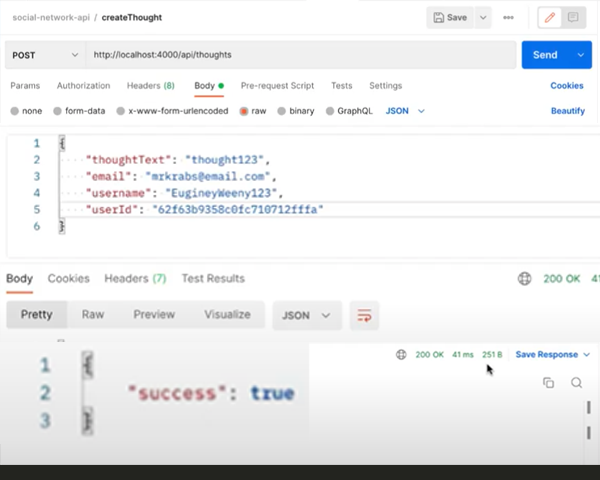 social-network-api / createThought
Save
POST
http://localhost:4000/api/thoughts
Send
Params
Authorization
Headers (8)
Body
Pre-request Script
Tests
Settings
Cookies
none
form-data
x-www-form-urlencoded
raw
binary
GraphQL
JSON
Beautify
1 {
2 "thoughtText": "thought123",
3 "email": "mrkrabs@email.com",
4 "username": "EugineyWeeny123",
5 "userId": "62f63b9358c0fc710712fffa"
6 }
Body
Cookies
Headers (7)
Test Results
200 OK
41
Pretty
Raw
Preview
Visualize
JSON
200 OK
41 ms
251 B
Save Response
1 {
2 "success": true
3 }